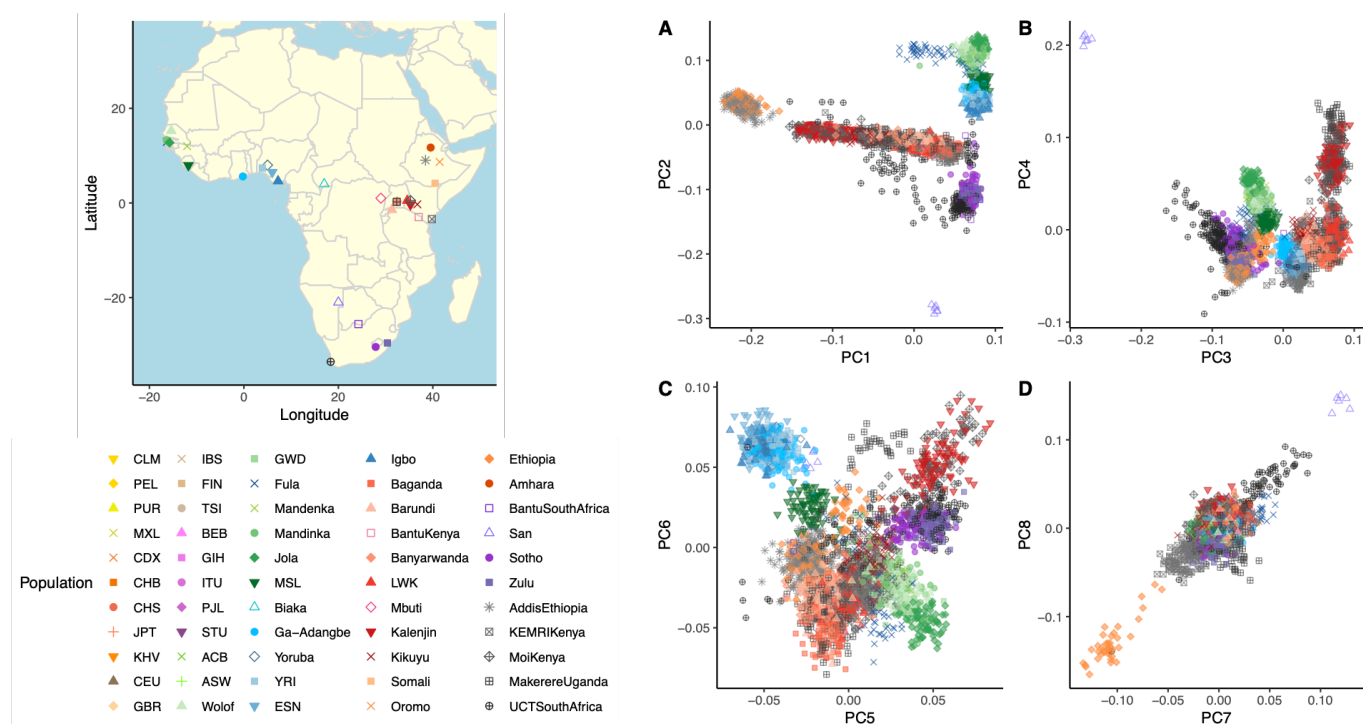 20
0
−20
Latitude
−20
0
20
40
Longitude
Population
CLM
PEL
PUR
MXL
CDX
CHB
CHS
JPT
KHV
CEU
GBR
IBS
FIN
TSI
BEB
GIH
ITU
PJL
STU
ACB
ASW
Wolof
GWD
Fula
Mandenka
Mandinka
Jola
MSL
Biaka
Ga−Adangbe
Yoruba
YRI
ESN
Igbo
Baganda
Barundi
BantuKenya
Banyarwanda
LWK
Mbuti
Kalenjin
Kikuyu
Somali
Oromo
Ethiopia
Amhara
BantuSouthAfrica
San
Sotho
Zulu
AddisEthiopia
KEMRIKenya
MoiKenya
MakerereUganda
UCTSouthAfrica
A
0.1
0.0
−0.1
−0.2
−0.3
PC2
−0.2
−0.1
0.0
0.1
PC1
B
0.2
0.1
0.0
−0.1
PC4
−0.3
−0.2
−0.1
0.0
0.1
PC3
C
0.10
0.05
0.00
−0.05
PC6
−0.05
0.00
0.05
PC5
D
0.1
0.0
−0.1
PC8
−0.10
−0.05
0.00
0.05
0.10
PC7